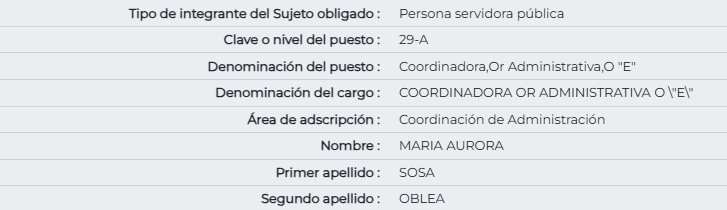 Tipo de integrante del Sujeto obligado : Persona servidora pública
Clave o nivel del puesto : 29-A
Denominación del puesto : Coordinadora,Or Administrativa,O "E"
Denominación del cargo : COORDINADORA OR ADMINISTRATIVA O \"E\"
Área de adscripción : Coordinación de Administración
Nombre : MARIA AURORA
Primer apellido : SOSA
Segundo apellido : OBLEA